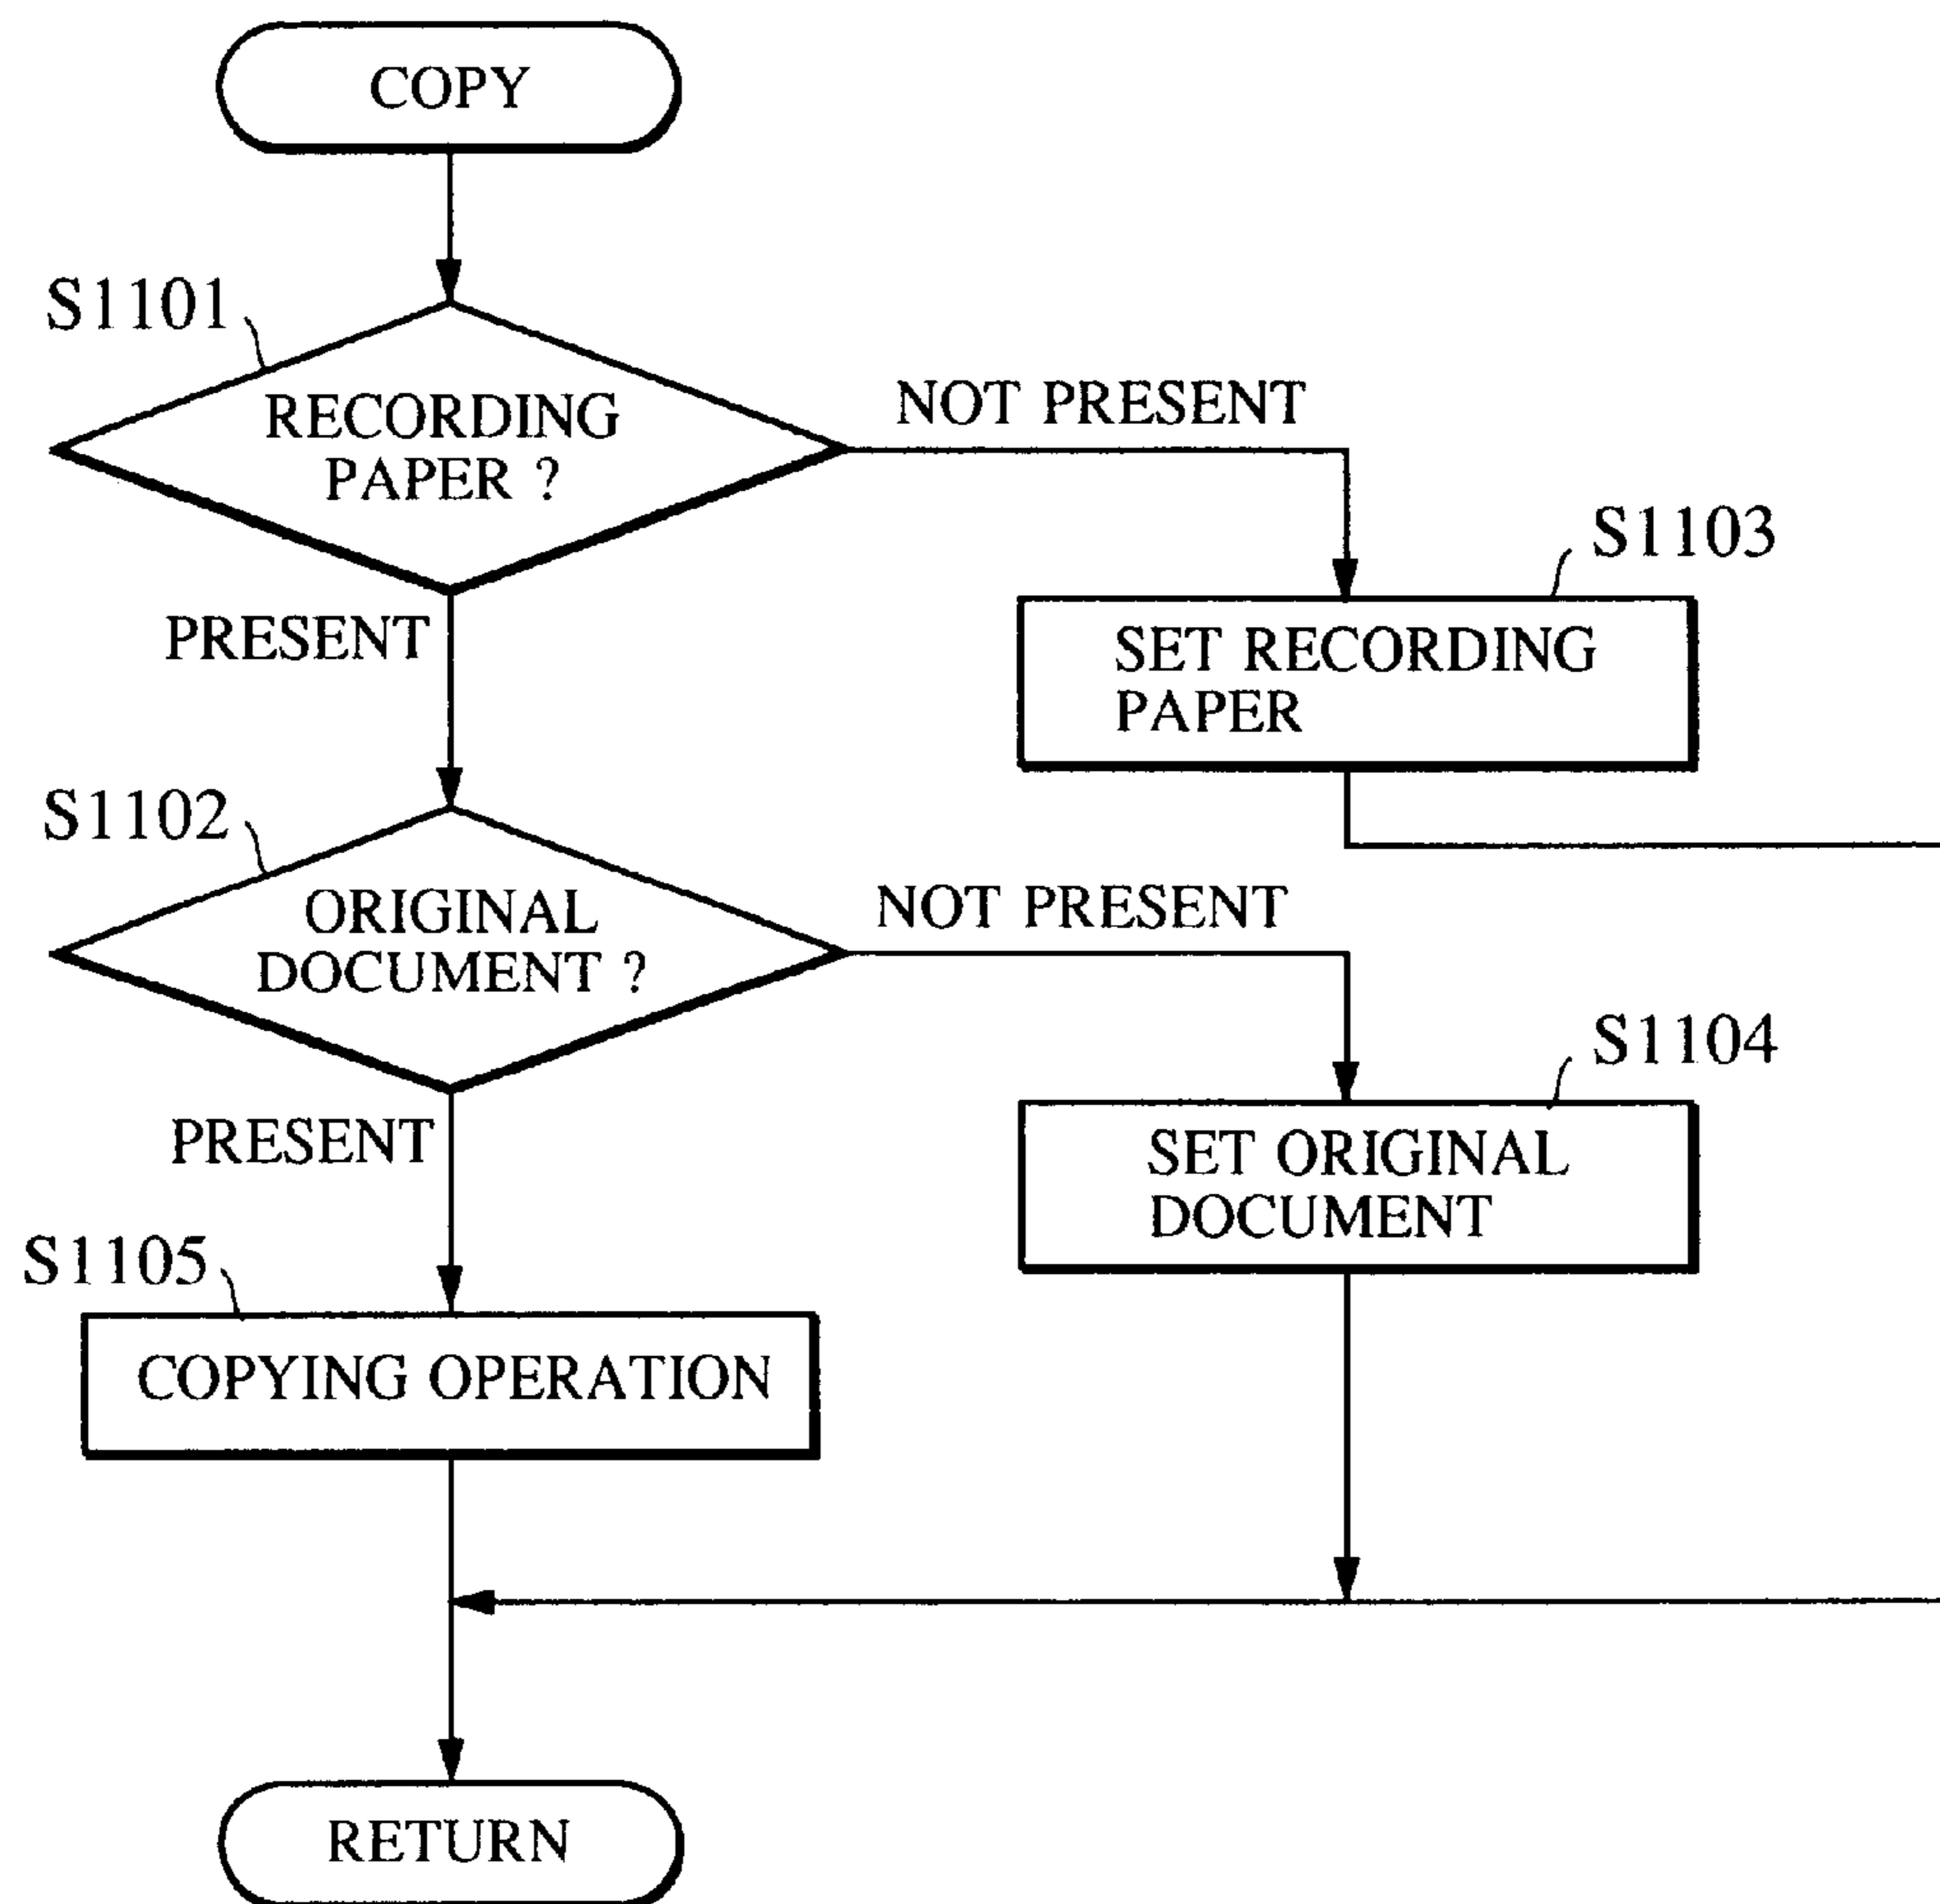 COPY
S1101
RECORDING
PAPER ?
NOT PRESENT
PRESENT
S1103
SET RECORDING
PAPER
S1102
ORIGINAL
DOCUMENT ?
NOT PRESENT
PRESENT
S1104
SET ORIGINAL
DOCUMENT
S1105
COPYING OPERATION
RETURN